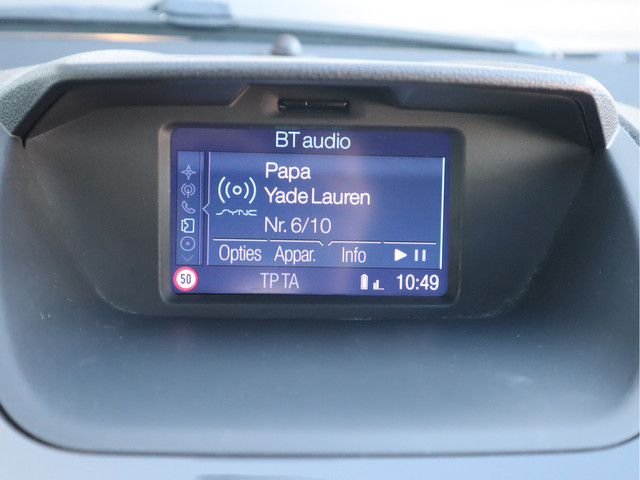 BT audio
Papa
Yade Lauren
SYNC
Nr. 6/10
Opties Appar. Info
50 TP TA 10:49